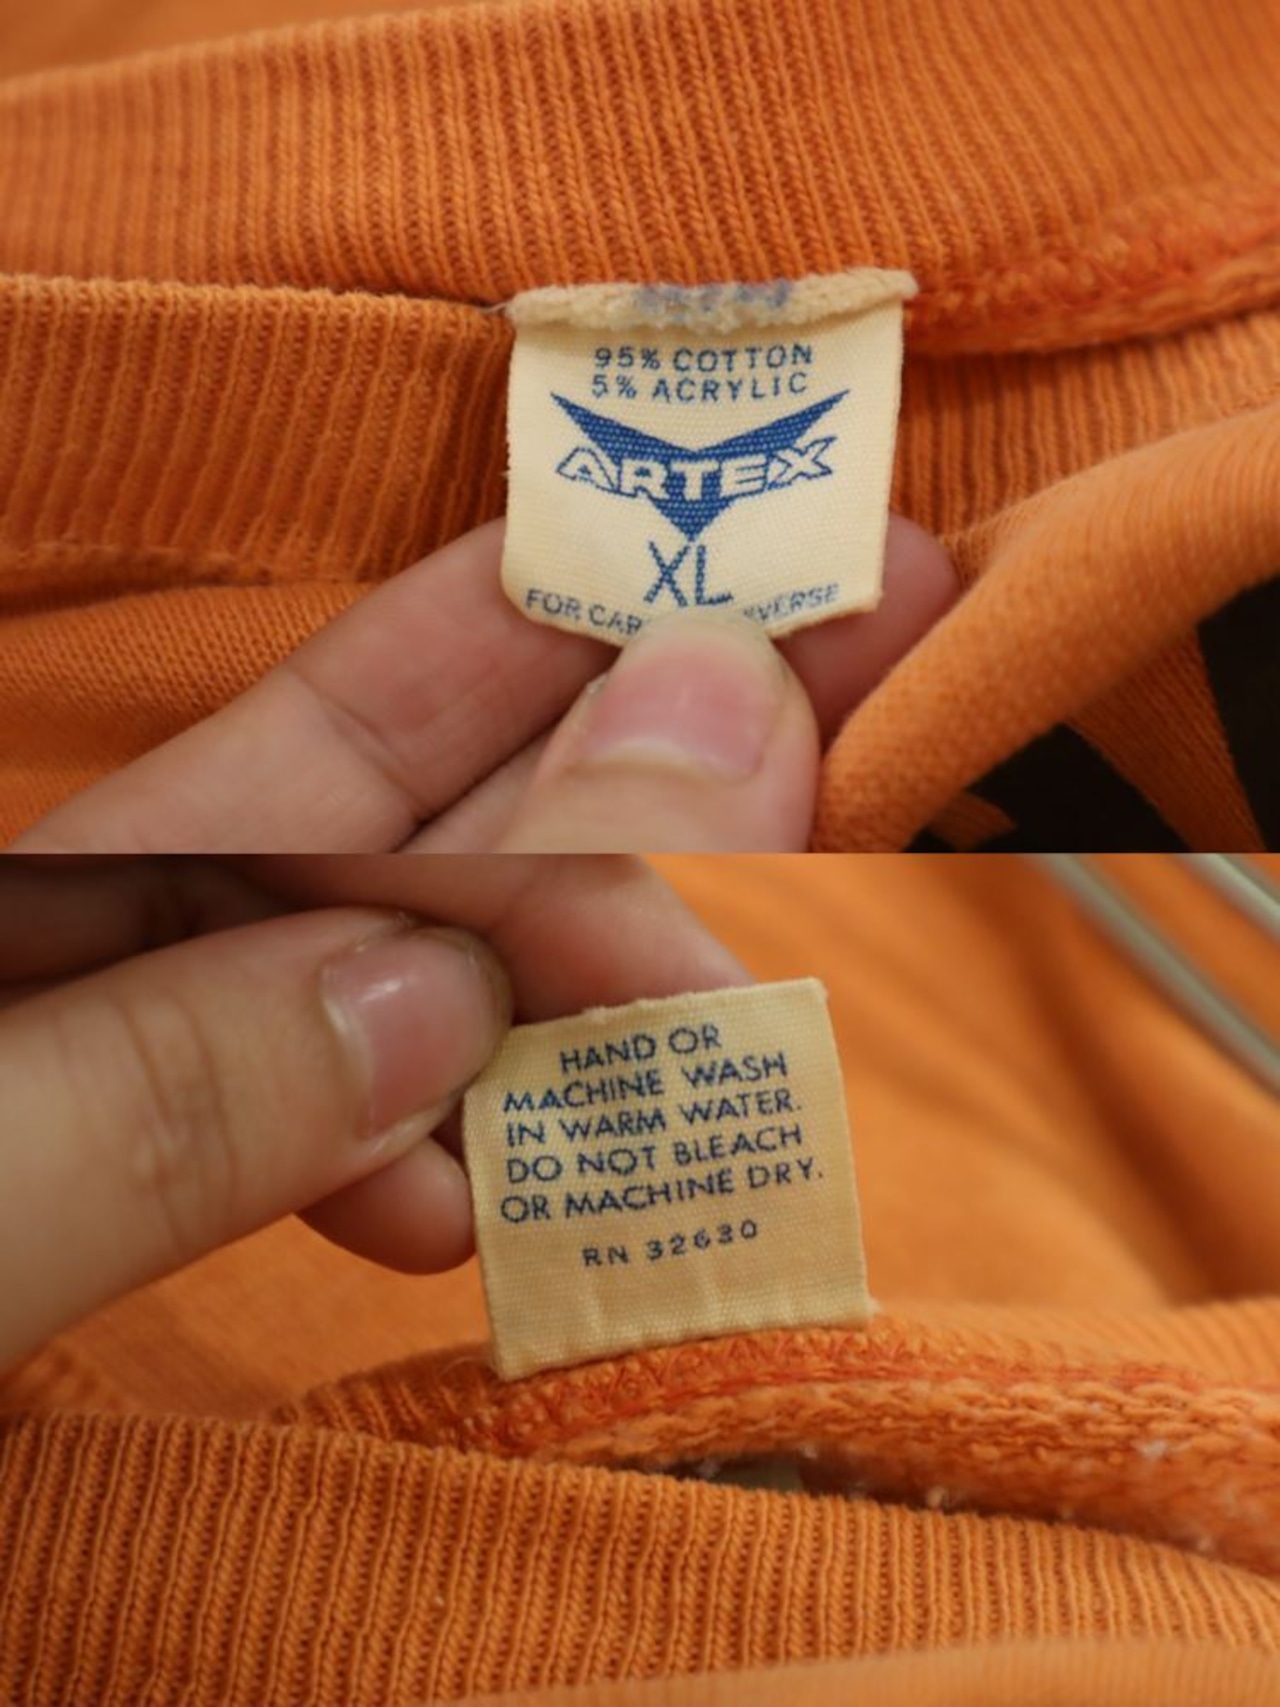 95% COTTON
5% ACRYLIC
ARTEX
XL
FOR
HAND OR
MACHINE WASH
IN WARM WATER.
DO NOT BLEACH
OR MACHINE DRY.
RN 32630